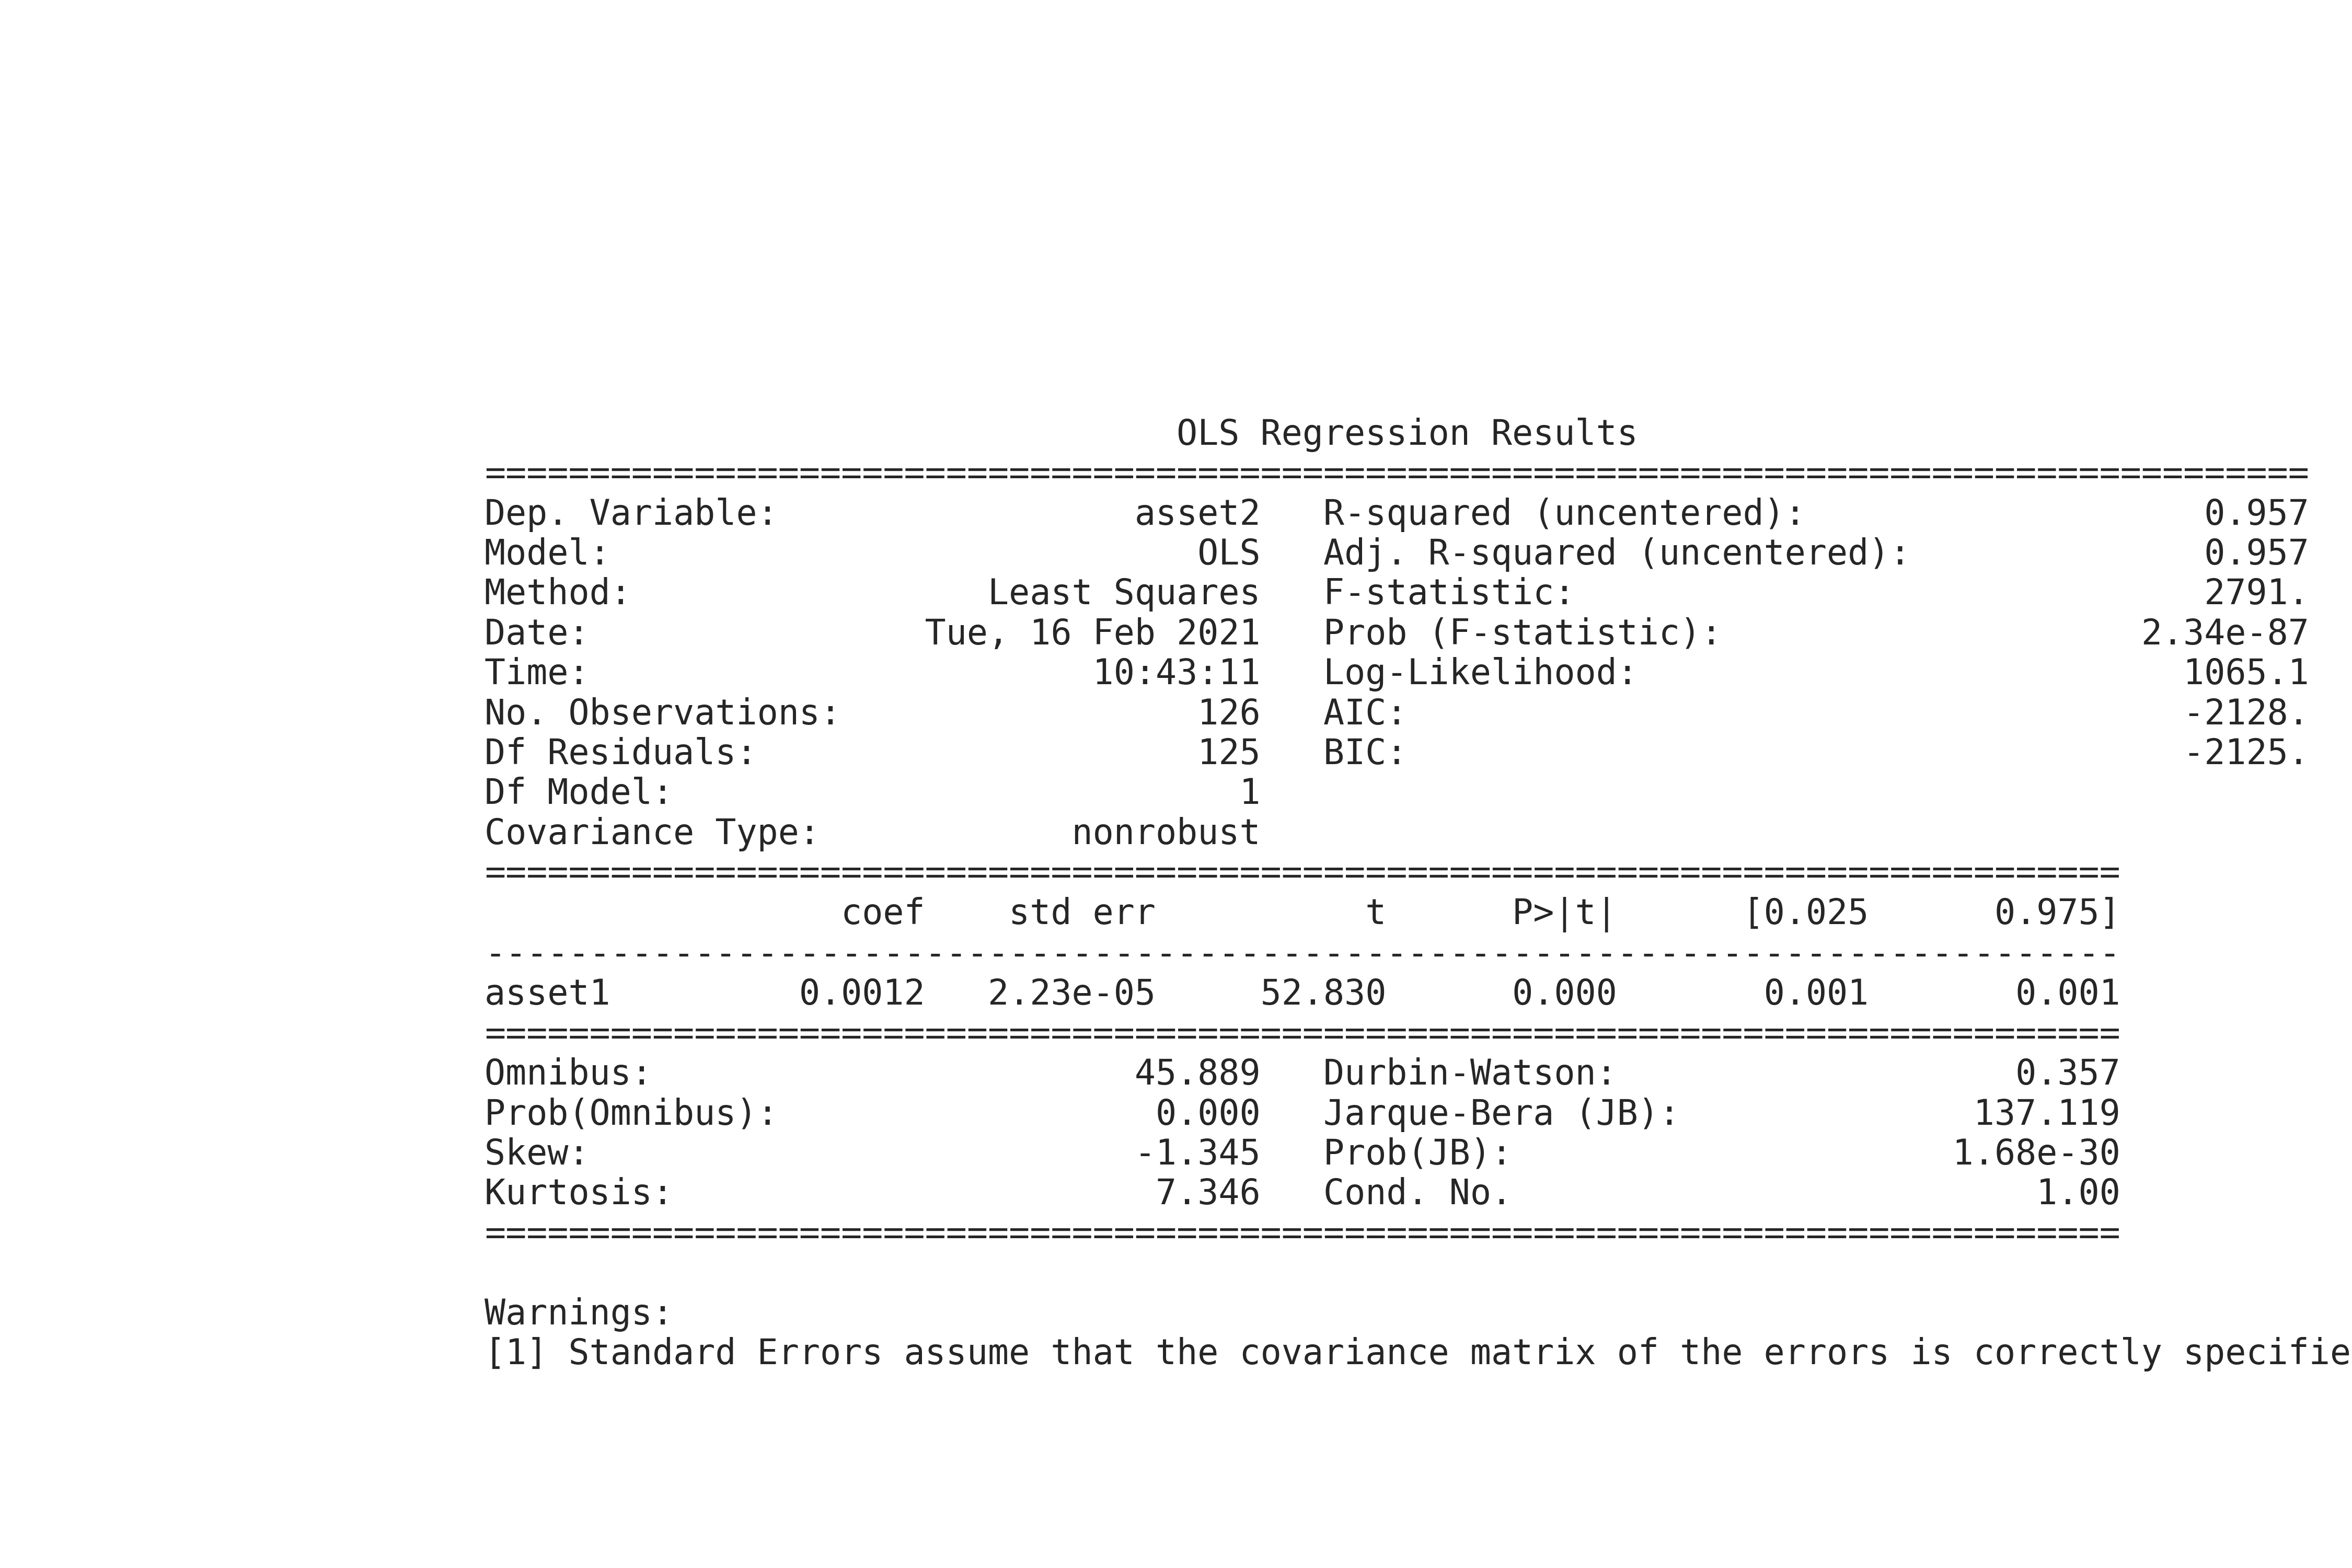 OLS Regression Results
=======================================================================================
Dep. Variable:                 asset2   R-squared (uncentered):                   0.957
Model:                            OLS   Adj. R-squared (uncentered):              0.957
Method:                 Least Squares   F-statistic:                              2791.
Date:                Tue, 16 Feb 2021   Prob (F-statistic):                    2.34e-87
Time:                        10:43:11   Log-Likelihood:                          1065.1
No. Observations:                 126   AIC:                                     -2128.
Df Residuals:                     125   BIC:                                     -2125.
Df Model:                           1
Covariance Type:            nonrobust
==============================================================================
                 coef    std err          t      P>|t|      [0.025      0.975]
------------------------------------------------------------------------------
asset1         0.0012   2.23e-05     52.830      0.000       0.001       0.001
==============================================================================
Omnibus:                       45.889   Durbin-Watson:                   0.357
Prob(Omnibus):                  0.000   Jarque-Bera (JB):              137.119
Skew:                          -1.345   Prob(JB):                     1.68e-30
Kurtosis:                       7.346   Cond. No.                         1.00
==============================================================================
Warnings:
[1] Standard Errors assume that the covariance matrix of the errors is correctly specifie